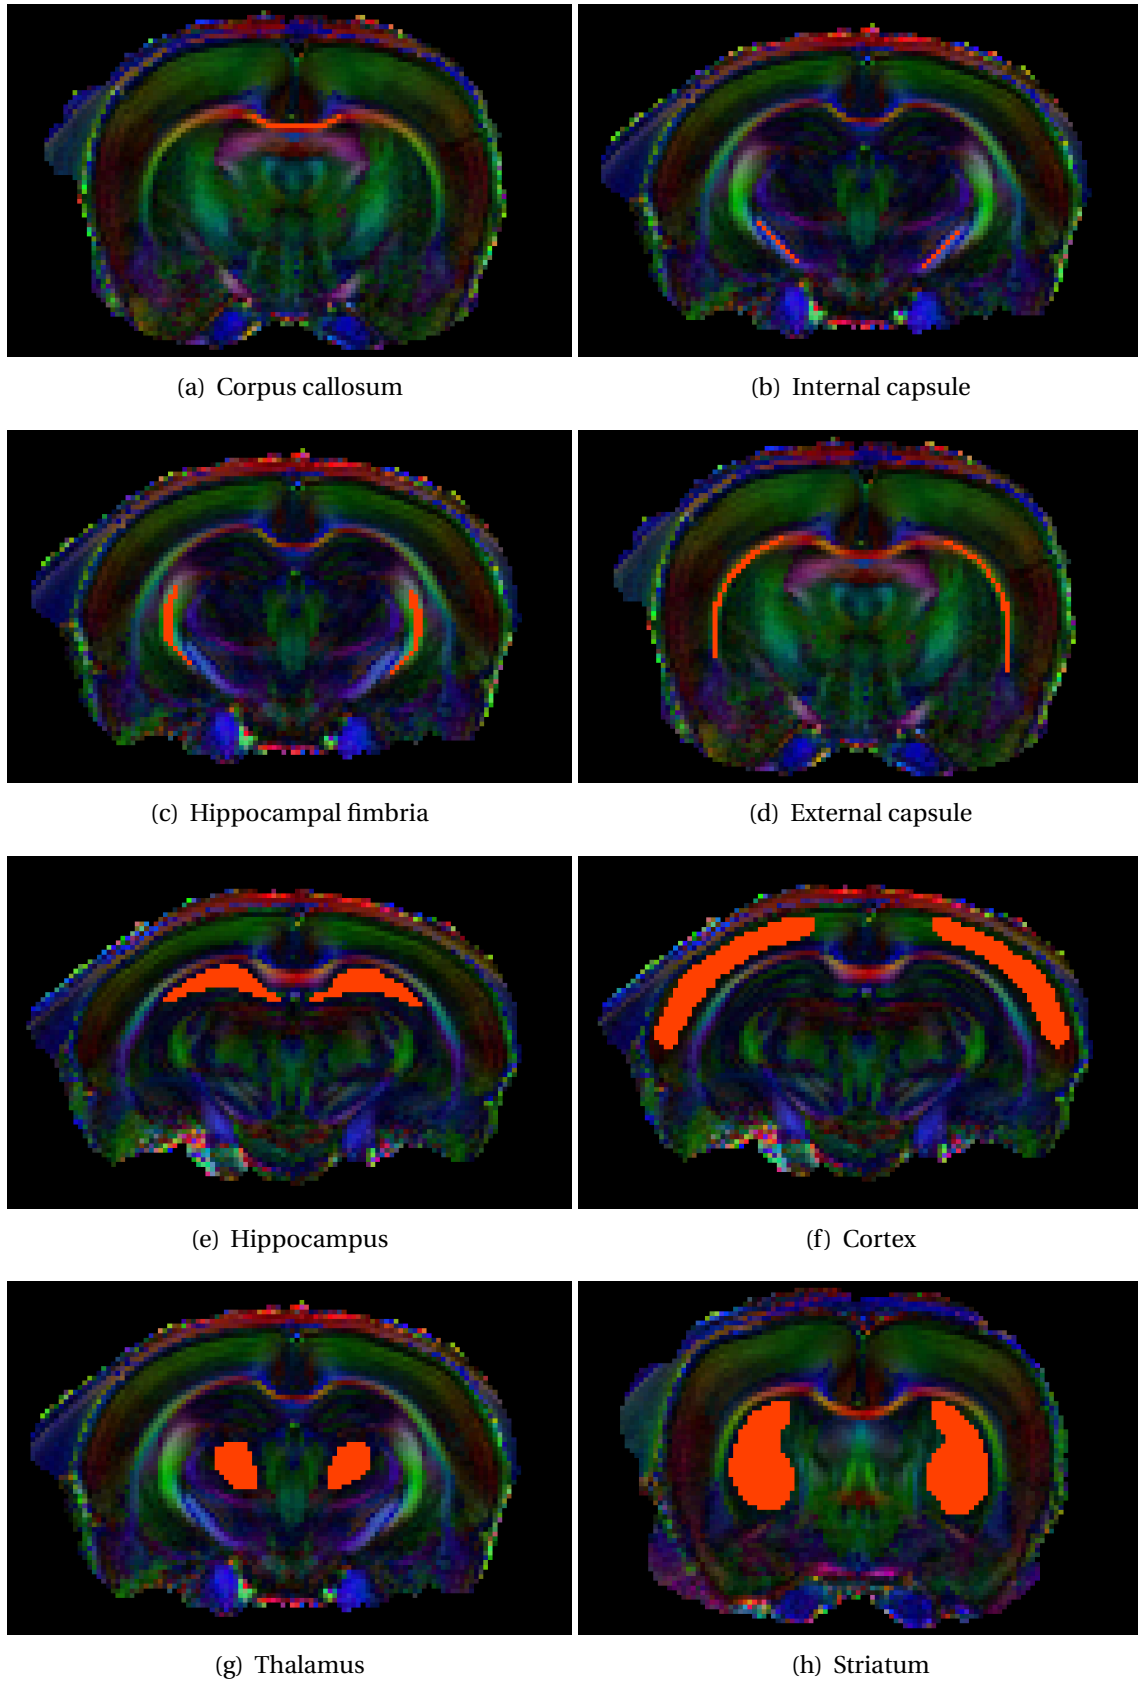 (a) Corpus callosum
(b) Internal capsule
(c) Hippocampal fimbria
(d) External capsule
(e) Hippocampus
(f) Cortex
(g) Thalamus
(h) Striatum